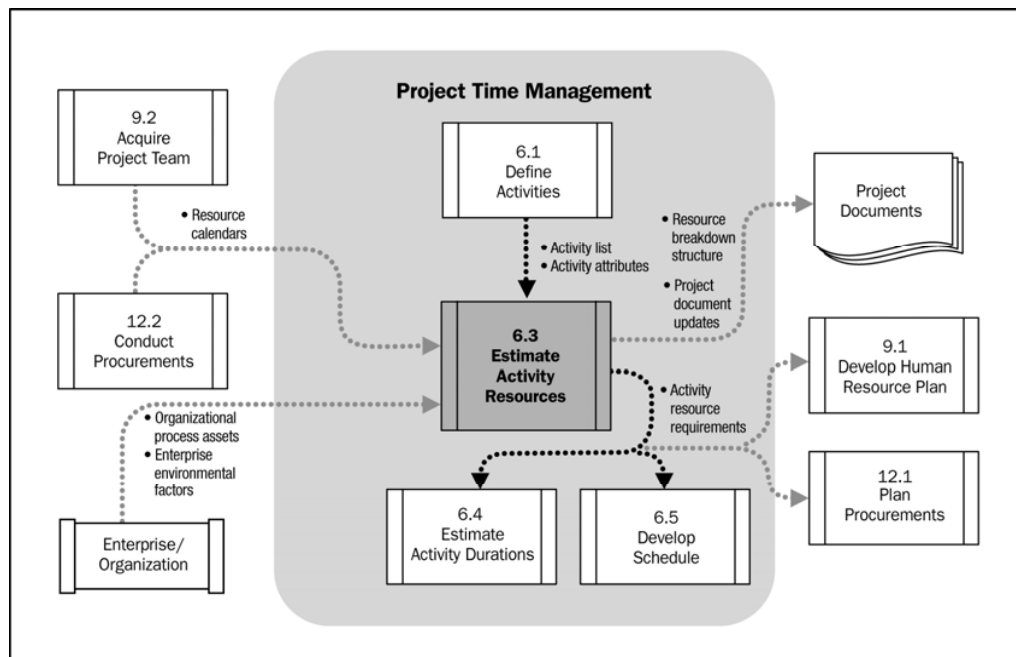 Project Time Management
9.2
Acquire
Project Team
6.1
Define
Activities
Project
Documents
• Resource
calendars
• Resource
breakdown
structure
• Activity list
• Activity attributes
• Project
document
updates
12.2
Conduct
Procurements
6.3
Estimate
Activity
Resources
9.1
Develop Human
Resource Plan
• Activity
resource
requirements
• Organizational
process assets
• Enterprise
environmental
factors
12.1
Plan
Procurements
6.4
Estimate
Activity Durations
6.5
Develop
Schedule
Enterprise/
Organization